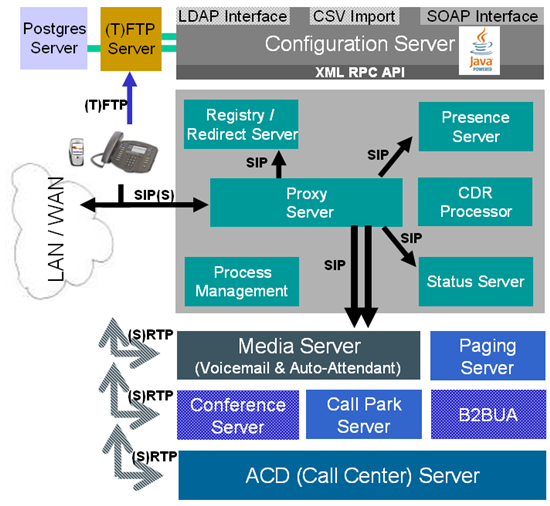 LDAP Interface
CSV Import
SOAP Interface
Postgres
Server
(T)FTP
Server
Configuration Server
Java
POWERED
XML RPC API
(T)FTP
Registry /
Redirect Server
Presence
Server
SIP
SIP
LAN / WAN
SIP(S)
Proxy
Server
CDR
Processor
SIP
SIP
Process
Management
Status Server
(S)RTP
Media Server
(Voicemail & Auto-Attendant)
Paging
Server
(S)RTP
Conference
Server
Call Park
Server
B2BUA
(S)RTP
ACD (Call Center) Server